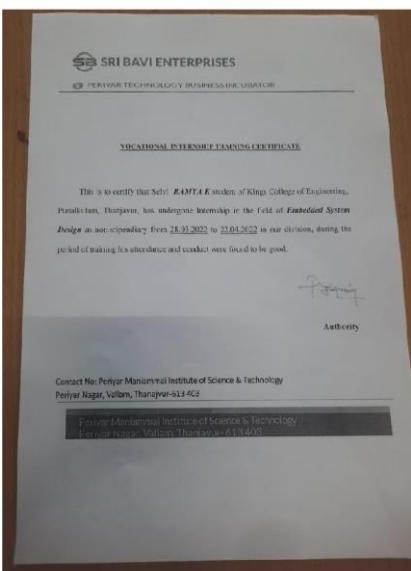 SB SRI BAVI ENTERPRISES
@ PERIYAR TECHNOLOGY BUSINESS INCUBATOR
VOCATIONAL INTERNSHIP TRAINING CERTIFICATE
This is to certify that Selvi RAMYA K student of Kings College of Engineering,
Punalkulam, Thanjavur, has undergone Internship in the field of Embedded System
Design as non-stipendiary from 28.03.2022 to 22.04.2022 in our division, during the
period of training his attendance and conduct were found to be good.
Authority
Contact No: Periyar Maniammai Institute of Science & Technology
Periyar Nagar, Vallam, Thanajvur-613 403
Periyar Maniammai Institute of Science & Technology
Periyar Nagar, Vallam, Thanjavur- 613 403